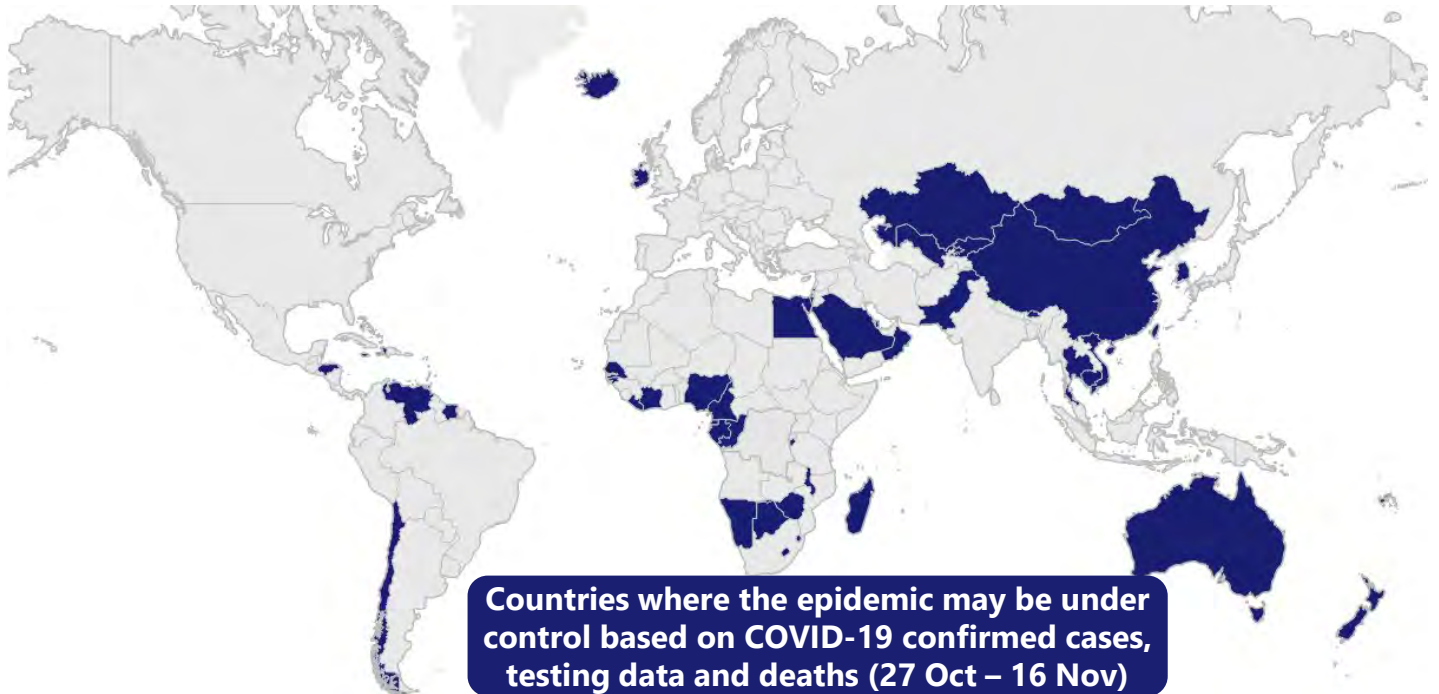 Countries where the epidemic may be under
control based on COVID-19 confirmed cases,
testing data and deaths (27 Oct – 16 Nov)